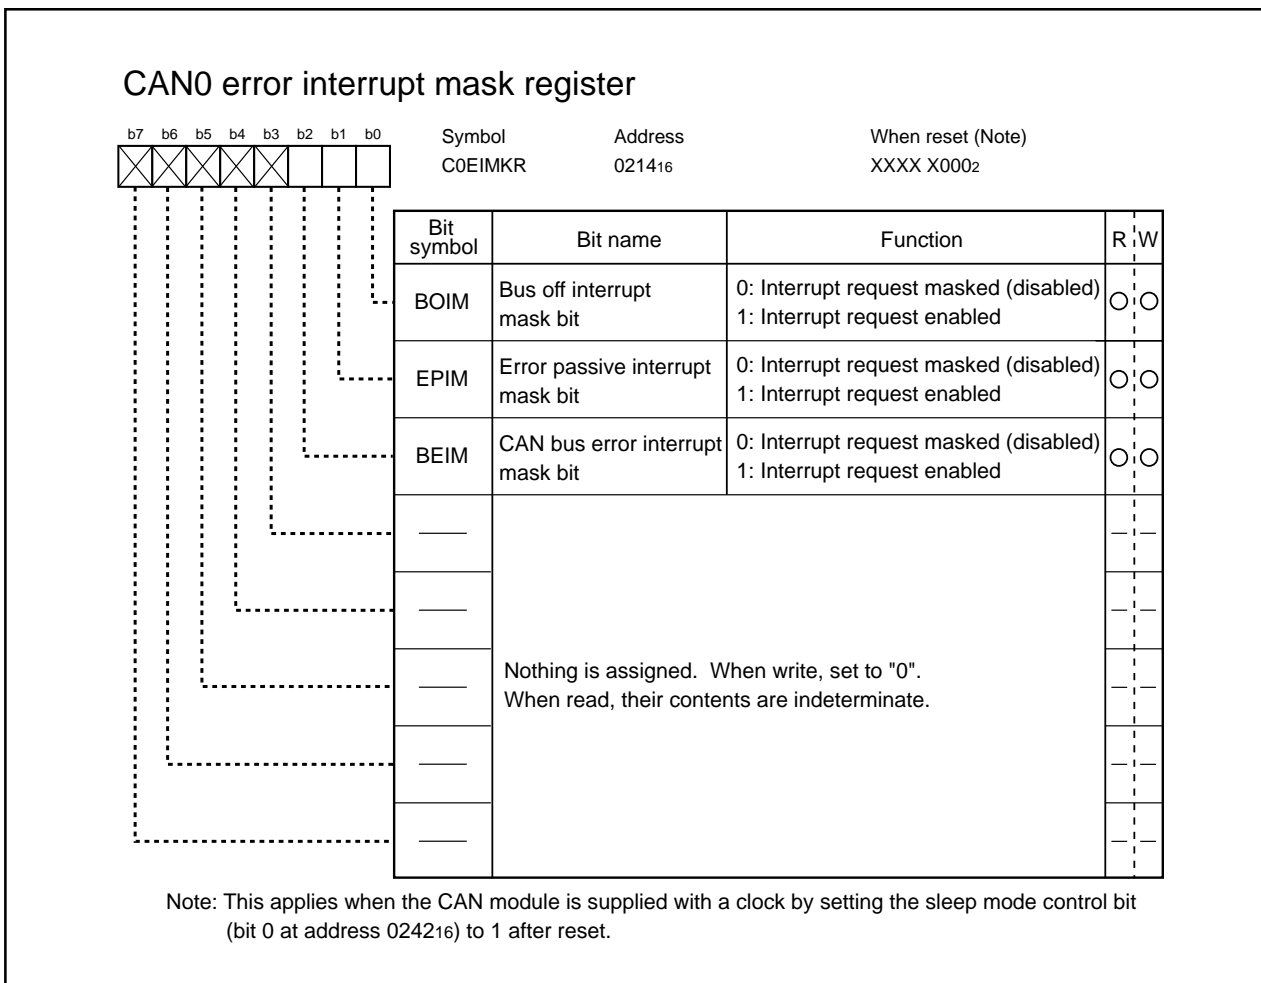 CAN0 error interrupt mask register
b7 b6 b5 b4 b3 b2 b1 b0
Symbol Address When reset (Note)
C0EIMKR 021416 XXXX X0002
Bit symbol Bit name Function R W
BOIM Bus off interrupt mask bit 0: Interrupt request masked (disabled)
1: Interrupt request enabled
EPIM Error passive interrupt mask bit 0: Interrupt request masked (disabled)
1: Interrupt request enabled
BEIM CAN bus error interrupt mask bit 0: Interrupt request masked (disabled)
1: Interrupt request enabled
Nothing is assigned. When write, set to "0".
When read, their contents are indeterminate.
Note: This applies when the CAN module is supplied with a clock by setting the sleep mode control bit
(bit 0 at address 024216) to 1 after reset.